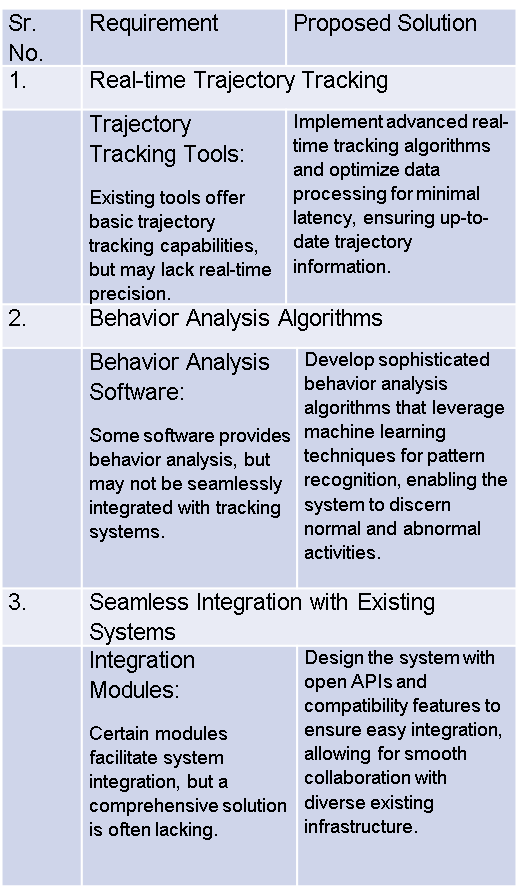 Sr.
No.
Requirement
Proposed Solution
1.
Real-time Trajectory Tracking
Trajectory
Tracking Tools:
Existing tools offer
basic trajectory
tracking capabilities,
but may lack real-time
precision.
Implement advanced real-
time tracking algorithms
and optimize data
processing for minimal
latency, ensuring up-to-
date trajectory
information.
2.
Behavior Analysis Algorithms
Behavior Analysis
Software:
Some software provides
behavior analysis, but
may not be seamlessly
integrated with tracking
systems.
Develop sophisticated
behavior analysis
algorithms that leverage
machine learning
techniques for pattern
recognition, enabling the
system to discern
normal and abnormal
activities.
3.
Seamless Integration with Existing
Systems
Integration
Modules:
Certain modules
facilitate system
integration, but a
comprehensive solution
is often lacking.
Design the system with
open APIs and
compatibility features to
ensure easy integration,
allowing for smooth
collaboration with
diverse existing
infrastructure.